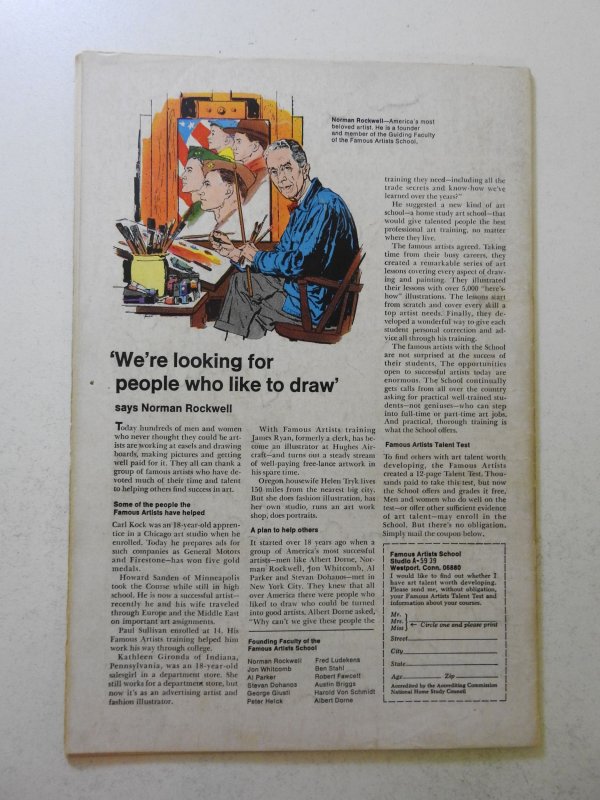 Norman Rockwell—America's most
beloved artist. He is a founder
and member of the Guiding Faculty
of the Famous Artists School.
'We're looking for
people who like to draw'
says Norman Rockwell
Today hundreds of men and women
who never thought they could be art-
ists are working at easels and drawing
boards, making pictures and getting
well paid for it. They all can thank a
group of famous artists who have de-
voted much of their time and talent
to helping others find success in art.
Some of the people the
Famous Artists have helped
Carl Kock was an 18-year-old appren-
tice in a Chicago art studio when he
enrolled. Today he prepares ads for
such companies as General Motors
and Firestone—has won five gold
medals.
Howard Sanden of Minneapolis
took the Course while still in high
school. He is now a successful artist—
recently he and his wife traveled
through Europe and the Middle East
on important art assignments.
Paul Sullivan enrolled at 14. His
Famous Artists training helped him
work his way through college.
Kathleen Gironda of Indiana,
Pennsylvania, was an 18-year-old
salesgirl in a department store. She
still works for a department store, but
now it's as an advertising artist and
fashion illustrator.
With Famous Artists training
James Ryan, formerly a clerk, has be-
come an illustrator at Hughes Air-
craft—and turns out a steady stream
of well-paying free-lance artwork in
his spare time.
Oregon housewife Helen Tryk lives
150 miles from the nearest big city.
But she does fashion illustration, has
her own studio, runs an art work
shop, does portraits.
A plan to help others
It started over 18 years ago when a
group of America's most successful
artists—men like Albert Dorne, Nor-
man Rockwell, Jon Whitcomb, Al
Parker and Stevan Dohanos—met in
New York City. They knew that all
over America there were people who
liked to draw who could be turned
into good artists. Albert Dorne asked,
"Why can't we give these people the
Founding Faculty of the
Famous Artists School
Norman Rockwell
Jon Whitcomb
Al Parker
Stevan Dohanos
George Giusti
Peter Helck
Fred Ludekens
Ben Stahl
Robert Fawcett
Austin Briggs
Harold Von Schmidt
Albert Dorne
training they need—including all the
trade secrets and know-how we've
learned over the years?"
He suggested a new kind of art
school—a home study art school—that
would give talented people the best
professional art training, no matter
where they live.
The famous artists agreed. Taking
time from their busy careers, they
created a remarkable series of art
lessons covering every aspect of draw-
ing and painting. They illustrated
their lessons with over 5,000 "here's-
how" illustrations. The lessons start
from scratch and cover every skill a
top artist needs. Finally, they de-
veloped a wonderful way to give each
student personal correction and ad-
vice all through his training.
The famous artists with the School
are not surprised at the success of
their students. The opportunities
open to successful artists today are
enormous. The School continually
gets calls from all over the country
asking for practical well-trained stu-
dents—not geniuses—who can step
into full-time or part-time art jobs.
And practical, thorough training is
what the School offers.
Famous Artists Talent Test
To find others with art talent worth
developing, the Famous Artists
created a 12-page Talent Test. Thou-
sands paid to take this test, but now
the School offers and grades it free.
Men and women who do well on the
test—or offer other sufficient evidence
of art talent—may enroll in the
School. But there's no obligation.
Simply mail the coupon below.
Famous Artists School
Studio A-5939
Westport, Conn. 06880
I would like to find out whether I
have art talent worth developing.
Please send me, without obligation,
your Famous Artists Talent Test and
information about your courses.
Mr.
Mrs. ← Circle one and please print
Miss
Street
City
State
Age Zip
Accredited by the Accrediting Commission
National Home Study Council